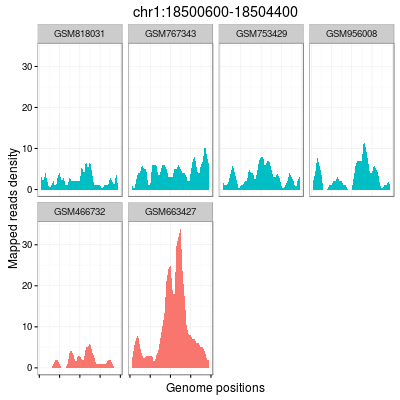 chr1:18500600-18504400
GSM818031 GSM767343 GSM753429 GSM956008
30
20
10
0
GSM466732 GSM663427
30
20
10
0
Mapped reads density
Genome positions